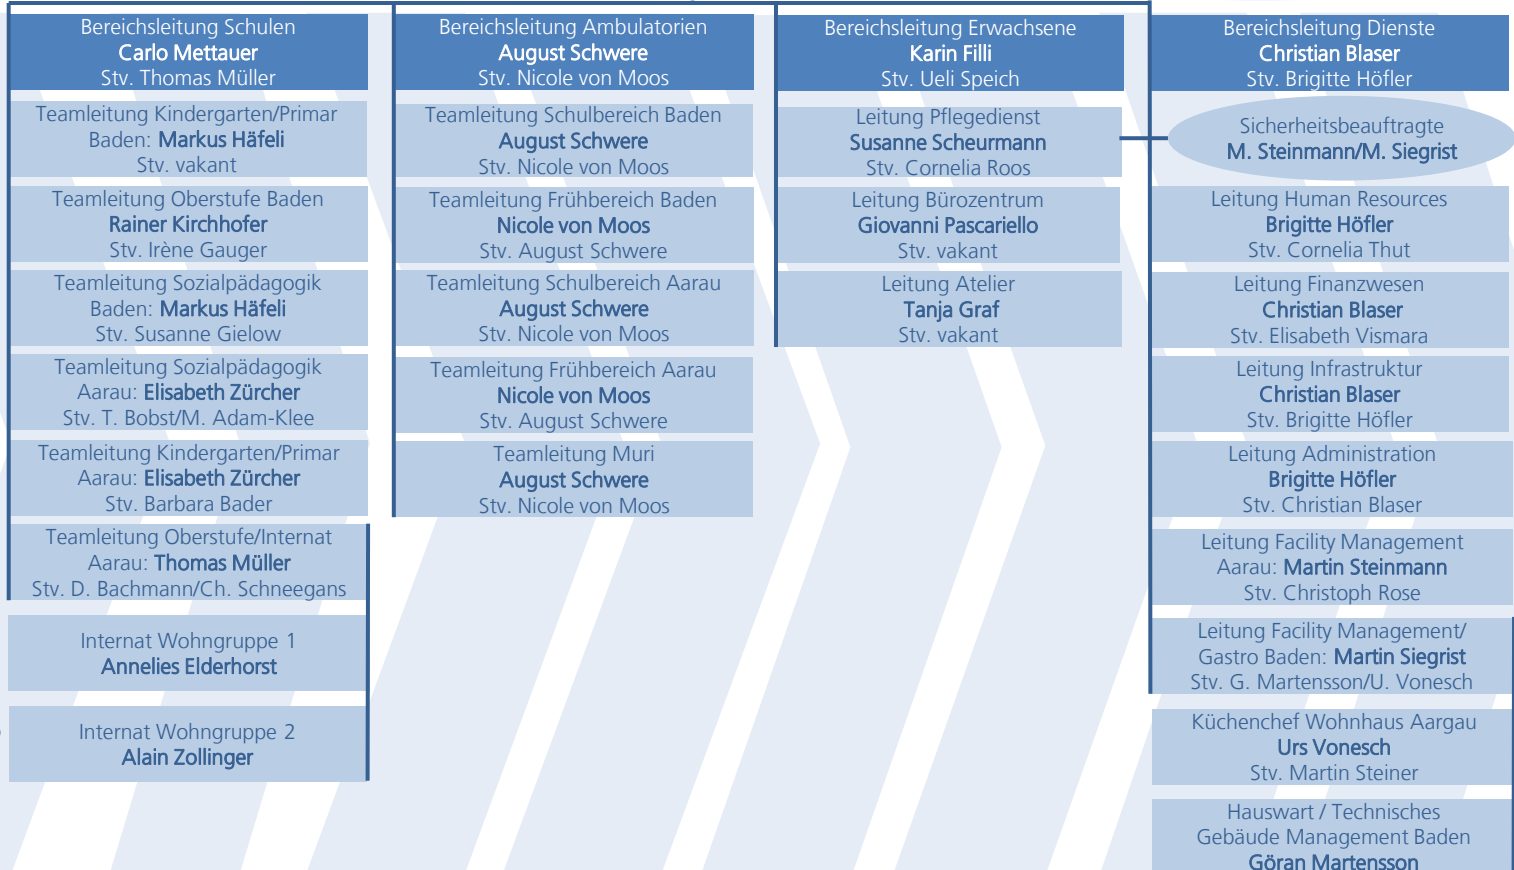 Bereichsleitung Schulen
Carlo Mettauer
Stv. Thomas Müller
Teamleitung Kindergarten/Primar
Baden: Markus Häfeli
Stv. vakant
Teamleitung Oberstufe Baden
Rainer Kirchhofer
Stv. Irène Gauger
Teamleitung Sozialpädagogik
Baden: Markus Häfeli
Stv. Susanne Gielow
Teamleitung Sozialpädagogik
Aarau: Elisabeth Zürcher
Stv. T. Bobst/M. Adam-Klee
Teamleitung Kindergarten/Primar
Aarau: Elisabeth Zürcher
Stv. Barbara Bader
Teamleitung Oberstufe/Internat
Aarau: Thomas Müller
Stv. D. Bachmann/Ch. Schneegans
Internat Wohngruppe 1
Annelies Elderhorst
Internat Wohngruppe 2
Alain Zollinger
Bereichsleitung Ambulatorien
August Schwere
Stv. Nicole von Moos
Teamleitung Schulbereich Baden
August Schwere
Stv. Nicole von Moos
Teamleitung Frühbereich Baden
Nicole von Moos
Stv. August Schwere
Teamleitung Schulbereich Aarau
August Schwere
Stv. Nicole von Moos
Teamleitung Frühbereich Aarau
Nicole von Moos
Stv. August Schwere
Teamleitung Muri
August Schwere
Stv. Nicole von Moos
Bereichsleitung Erwachsene
Karin Filli
Stv. Ueli Speich
Leitung Pflegedienst
Susanne Scheurmann
Stv. Cornelia Roos
Leitung Bürozentrum
Giovanni Pascariello
Stv. vakant
Leitung Atelier
Tanja Graf
Stv. vakant
Bereichsleitung Dienste
Christian Blaser
Stv. Brigitte Höfler
Sicherheitsbeauftragte
M. Steinmann/M. Siegrist
Leitung Human Resources
Brigitte Höfler
Stv. Cornelia Thut
Leitung Finanzwesen
Christian Blaser
Stv. Elisabeth Vismara
Leitung Infrastruktur
Christian Blaser
Stv. Brigitte Höfler
Leitung Administration
Brigitte Höfler
Stv. Christian Blaser
Leitung Facility Management
Aarau: Martin Steinmann
Stv. Christoph Rose
Leitung Facility Management/
Gastro Baden: Martin Siegrist
Stv. G. Martensson/U. Vonesch
Küchenchef Wohnhaus Aargau
Urs Vonesch
Stv. Martin Steiner
Hauswart / Technisches
Gebäude Management Baden
Göran Martensson